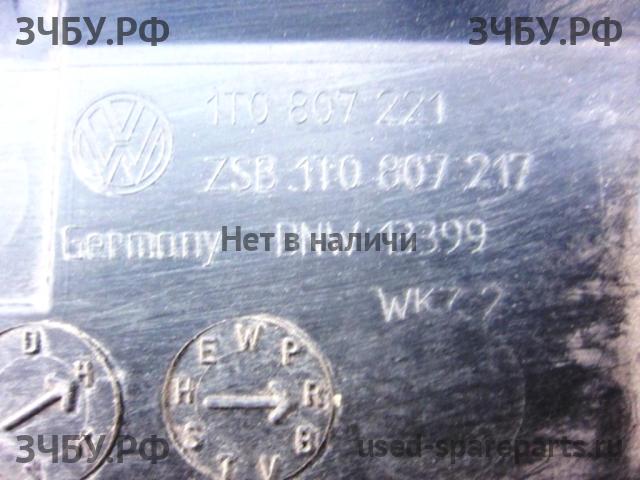 ЗЧБУ.РФ ЗЧБУ.РФ
1T0 807 221
ZSB 1T0 807 217
Germany Нет в наличи 13399
WK7.2
D H
E W P R B V T S H
ЗЧБУ.РФ used-spareparts.ru